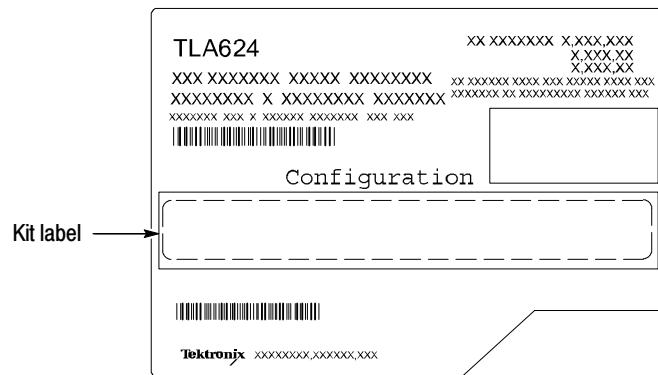 TLA624
XX XXXXXXX X,XXX,XXX
X,XXX,XX
X,XXX,XX
XXX XXXXXXX XXXXX XXXXXXXX
XXXXXXXX X XXXXXXXX XXXXXXX
XXXXXXX XXX X XXXXXX XXXXXXX XXX XXX
XX XXXXXX XXXX XXX XXXXX XXXXX XXX
XXXXXXX XX XXXXXXXXX XXXXXX XXX
Configuration
Kit label
Tektronix XXXXXXXX,XXXXXX,XXX